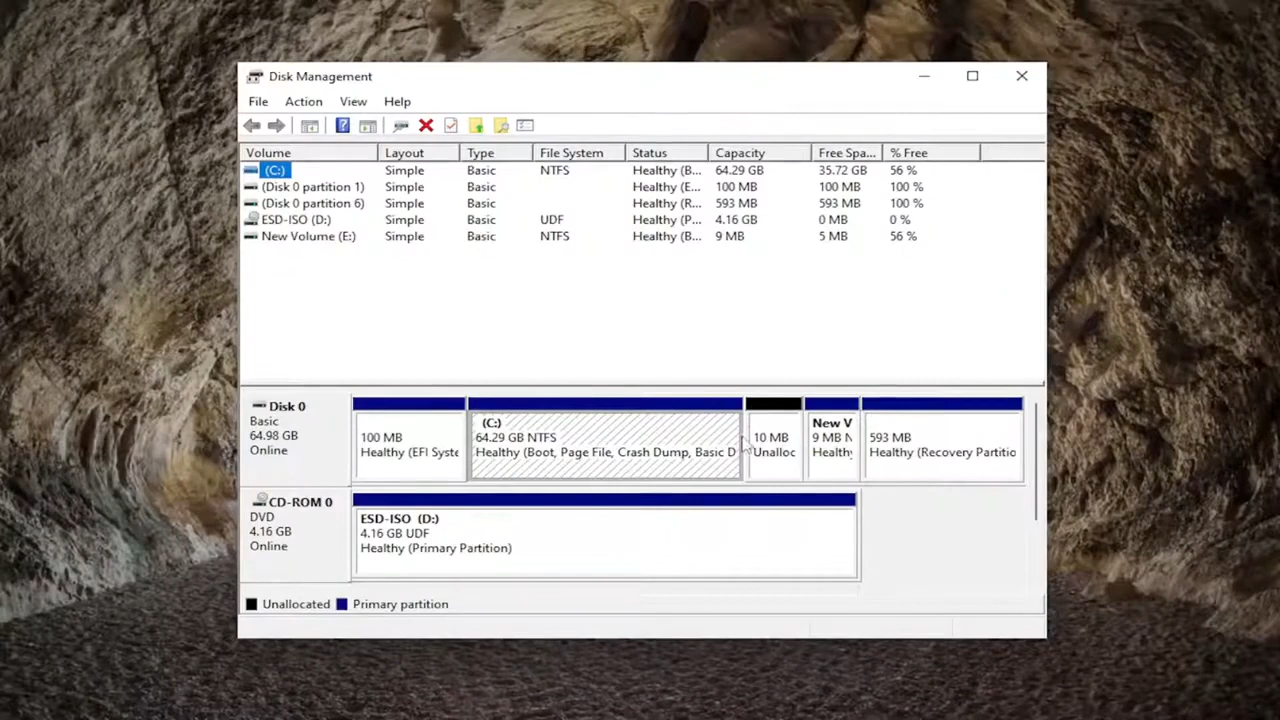 Disk Management
File Action View Help
Volume Layout Type File System Status Capacity Free Spa... % Free
(C:) Simple Basic NTFS Healthy (B... 64.29 GB 35.72 GB 56 %
(Disk 0 partition 1) Simple Basic Healthy (E... 100 MB 100 MB 100 %
(Disk 0 partition 6) Simple Basic Healthy (R... 593 MB 593 MB 100 %
ESD-ISO (D:) Simple Basic UDF Healthy (P... 4.16 GB 0 MB 0 %
New Volume (E:) Simple Basic NTFS Healthy (B... 9 MB 5 MB 56 %
Disk 0
Basic
64.98 GB
Online
100 MB
Healthy (EFI Syste
(C:)
64.29 GB NTFS
Healthy (Boot, Page File, Crash Dump, Basic D
10 MB
Unalloc
New V
9 MB N
Healthy
593 MB
Healthy (Recovery Partitio
CD-ROM 0
DVD
4.16 GB
Online
ESD-ISO (D:)
4.16 GB UDF
Healthy (Primary Partition)
Unallocated Primary partition